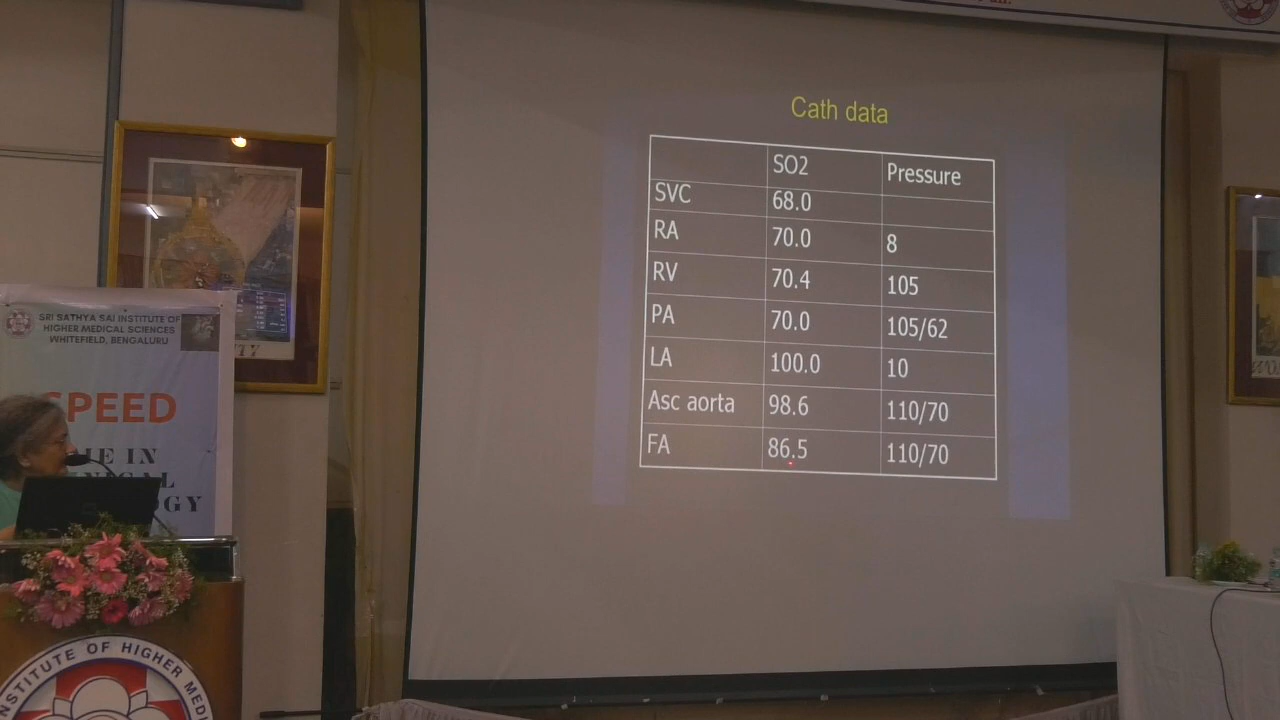 Cath data
SO2 Pressure
SVC 68.0
RA 70.0 8
RV 70.4 105
PA 70.0 105/62
LA 100.0 10
Asc aorta 98.6 110/70
FA 86.5 110/70
SRI SATHYA SAI INSTITUTE OF
HIGHER MEDICAL SCIENCES
WHITEFIELD, BENGALURU
SPEED
IN
INSTITUTE OF HIGHER MEDI